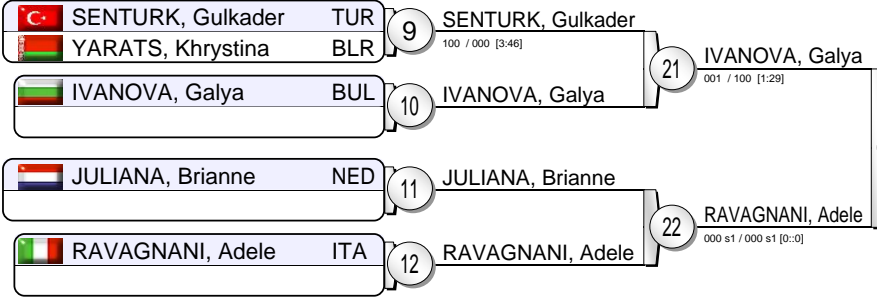 SENTURK, Gulkader TUR
YARATS, Khrystina BLR
9
SENTURK, Gulkader
100 / 000 [3:46]
IVANOVA, Galya BUL
10
IVANOVA, Galya
21
IVANOVA, Galya
001 / 100 [1:29]
JULIANA, Brianne NED
11
JULIANA, Brianne
RAVAGNANI, Adele ITA
12
RAVAGNANI, Adele
22
RAVAGNANI, Adele
000 s1 / 000 s1 [0::0]